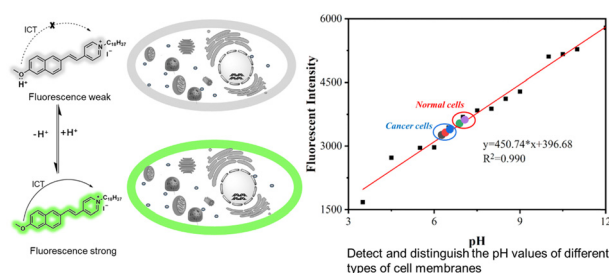 ICT
x
N⁺
C₁₈H₃₇
I⁻
O
H⁺
Fluorescence weak
-H⁺
+H⁺
ICT
N⁺
C₁₈H₃₇
I⁻
O
Fluorescence strong
Fluorescent Intensity
6000
4500
3000
1500
Normal cells
Cancer cells
y=450.74*x+396.68
R²=0.990
3 6 9 12
pH
Detect and distinguish the pH values of different
types of cell membranes